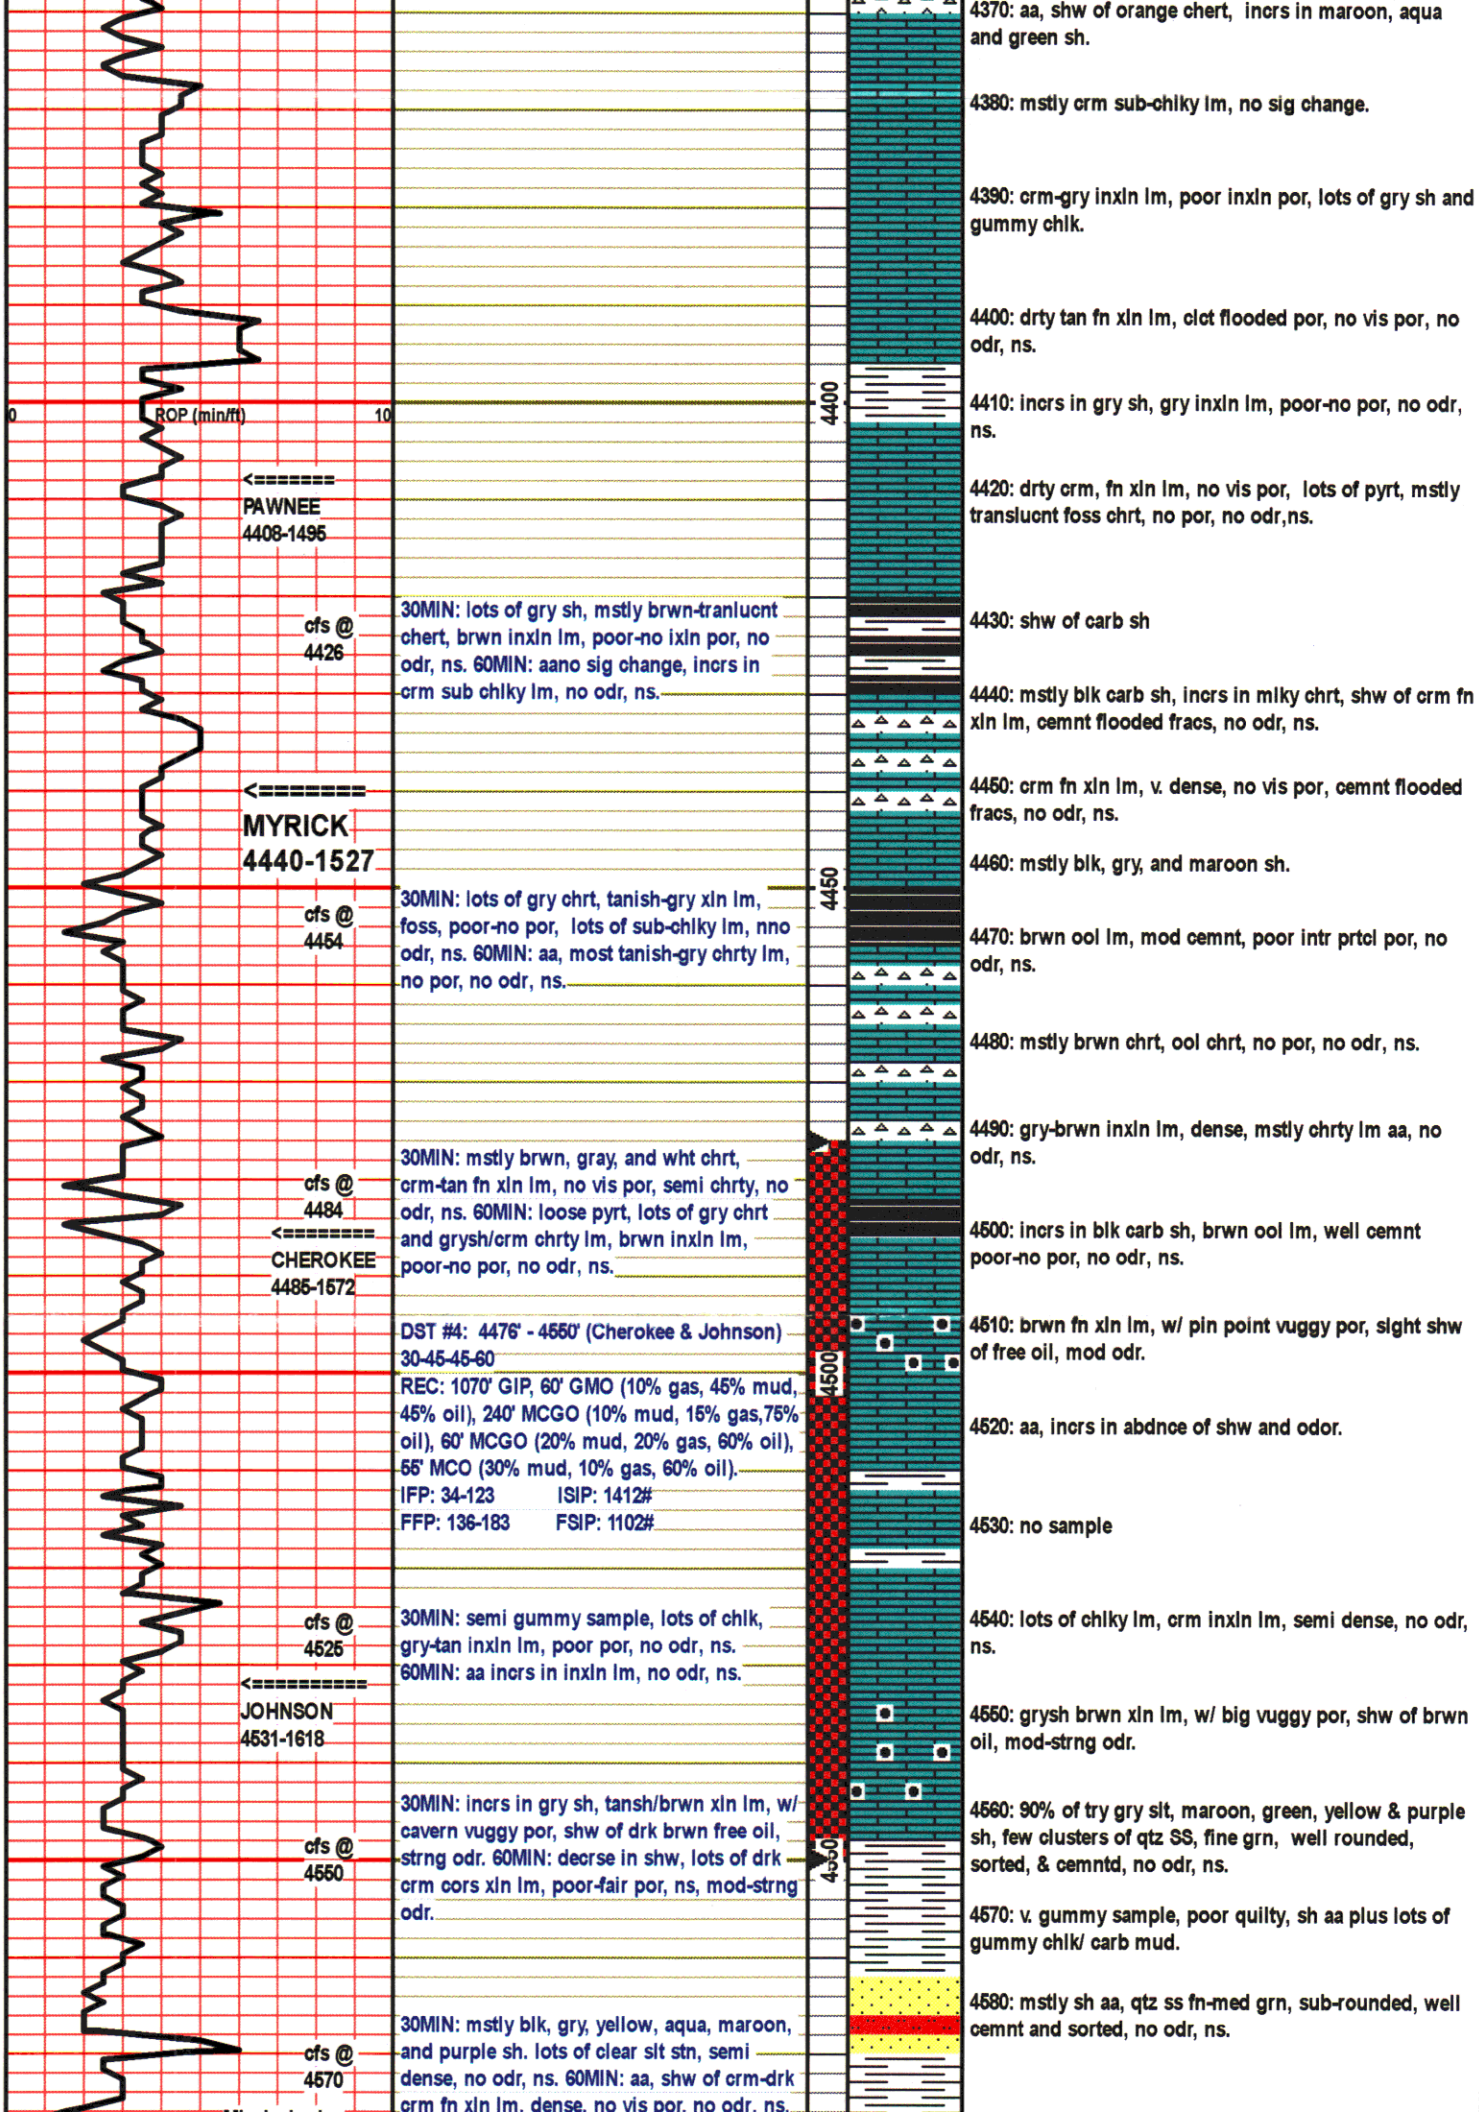 4370: aa, shw of orange chert, incrs in maroon, aqua
and green sh.
4380: mstly crm sub-chlky lm, no sig change.
4390: crm-gry inxln lm, poor inxln por, lots of gry sh and
gummy chlk.
4400: drty tan fn xln lm, clct flooded por, no vis por, no
odr, ns.
4400
0 ROP (min/ft) 10
4410: incrs in gry sh, gry inxln lm, poor-no por, no odr,
ns.
<=======
PAWNEE
4408-1495
4420: drty crm, fn xln lm, no vis por, lots of pyrt, mstly
translucnt foss chrt, no por, no odr,ns.
cfs @
4426
30MIN: lots of gry sh, mstly brwn-tranlucnt
chert, brwn inxln lm, poor-no ixln por, no
odr, ns. 60MIN: aano sig change, incrs in
crm sub chlky lm, no odr, ns.
4430: shw of carb sh
4440: mstly blk carb sh, incrs in mlky chrt, shw of crm fn
xln lm, cemnt flooded fracs, no odr, ns.
<=======
MYRICK
4440-1527
4450: crm fn xln lm, v. dense, no vis por, cemnt flooded
fracs, no odr, ns.
4460: mstly blk, gry, and maroon sh.
4450
cfs @
4454
30MIN: lots of gry chrt, tanish-gry xln lm,
foss, poor-no por, lots of sub-chlky lm, nno
odr, ns. 60MIN: aa, most tanish-gry chrty lm,
no por, no odr, ns.
4470: brwn ool lm, mod cemnt, poor intr prtcl por, no
odr, ns.
4480: mstly brwn chrt, ool chrt, no por, no odr, ns.
4490: gry-brwn inxln lm, dense, mstly chrty lm aa, no
odr, ns.
cfs @
4484
30MIN: mstly brwn, gray, and wht chrt,
crm-tan fn xln lm, no vis por, semi chrty, no
odr, ns. 60MIN: loose pyrt, lots of gry chrt
and grysh/crm chrty lm, brwn inxln lm,
poor-no por, no odr, ns.
<========
CHEROKEE
4485-1572
4500: incrs in blk carb sh, brwn ool lm, well cemnt
poor-no por, no odr, ns.
DST #4: 4476' - 4550' (Cherokee & Johnson)
30-45-45-60
REC: 1070' GIP, 60' GMO (10% gas, 45% mud,
45% oil), 240' MCGO (10% mud, 15% gas,75%
oil), 60' MCGO (20% mud, 20% gas, 60% oil),
55' MCO (30% mud, 10% gas, 60% oil).
IFP: 34-123 ISIP: 1412#
FFP: 136-183 FSIP: 1102#
4500
4510: brwn fn xln lm, w/ pin point vuggy por, slght shw
of free oil, mod odr.
4520: aa, incrs in abdnce of shw and odor.
4530: no sample
cfs @
4525
30MIN: semi gummy sample, lots of chlk,
gry-tan inxln lm, poor por, no odr, ns.
60MIN: aa incrs in inxln lm, no odr, ns.
4540: lots of chlky lm, crm inxln lm, semi dense, no odr,
ns.
<==========
JOHNSON
4531-1618
4550: grysh brwn xln lm, w/ big vuggy por, shw of brwn
oil, mod-strng odr.
cfs @
4550
30MIN: incrs in gry sh, tansh/brwn xln lm, w/
cavern vuggy por, shw of drk brwn free oil,
strng odr. 60MIN: decrse in shw, lots of drk
crm cors xln lm, poor-fair por, ns, mod-strng
odr.
4550
4560: 90% of try gry slt, maroon, green, yellow & purple
sh, few clusters of qtz SS, fine grn, well rounded,
sorted, & cemntd, no odr, ns.
4570: v. gummy sample, poor quilty, sh aa plus lots of
gummy chlk/ carb mud.
4580: mstly sh aa, qtz ss fn-med grn, sub-rounded, well
cemnt and sorted, no odr, ns.
cfs @
4570
30MIN: mstly blk, gry, yellow, aqua, maroon,
and purple sh. lots of clear slt stn, semi
dense, no odr, ns. 60MIN: aa, shw of crm-drk
crm fn xln lm, dense, no vis por, no odr, ns.